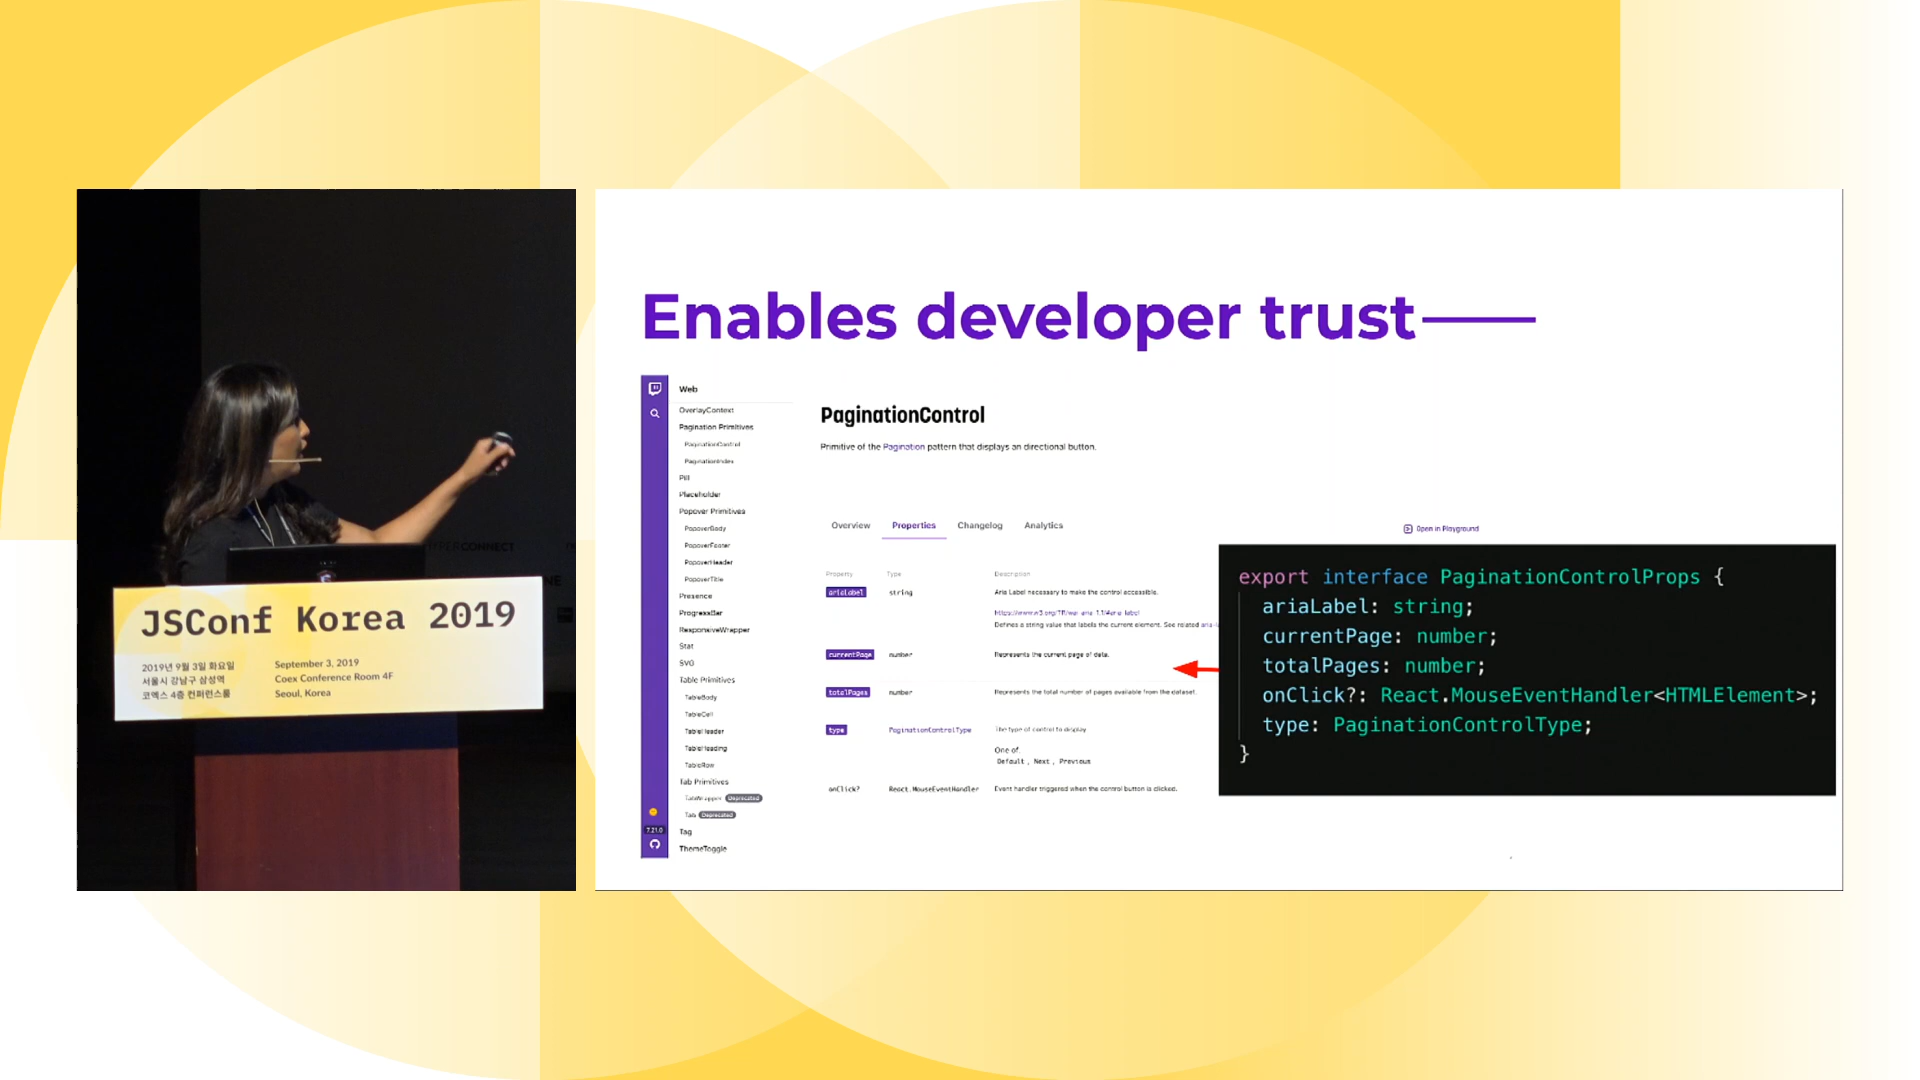 HYPERCONNECT
JSConf Korea 2019
2019년 9월 3일 화요일
서울시 강남구 삼성역
코엑스 4층 컨퍼런스룸
September 3, 2019
Coex Conference Room 4F
Seoul, Korea
Enables developer trust
Web
OverlayContext
Pagination Primitives
PaginationControl
PaginationIndex
Pill
Placeholder
Popover Primitives
PopoverBody
PopoverFooter
PopoverHeader
PopoverTitle
Presence
ProgressBar
ResponsiveWrapper
Stat
SVG
Table Primitives
TableBody
TableCell
TableHeader
TableHeading
TableRow
Tab Primitives
TabWrapper Deprecated
Tab Deprecated
Tag
ThemeToggle
7.21.0
PaginationControl
Primitive of the Pagination pattern that displays an directional button.
Overview Properties Changelog Analytics
Open in Playground
Property Type Description
ariaLabel string Aria Label necessary to make the control accessible.
Defines a string value that labels the current element. See related
currentPage number Represents the current page of data.
totalPages number Represents the total number of pages available from the dataset.
type PaginationControlType The type of control to display
One of:
Default, Next, Previous
onClick? React.MouseEventHandler Event handler triggered when the control button is clicked.
export interface PaginationControlProps {
ariaLabel: string;
currentPage: number;
totalPages: number;
onClick?: React.MouseEventHandler<HTMLElement>;
type: PaginationControlType;
}